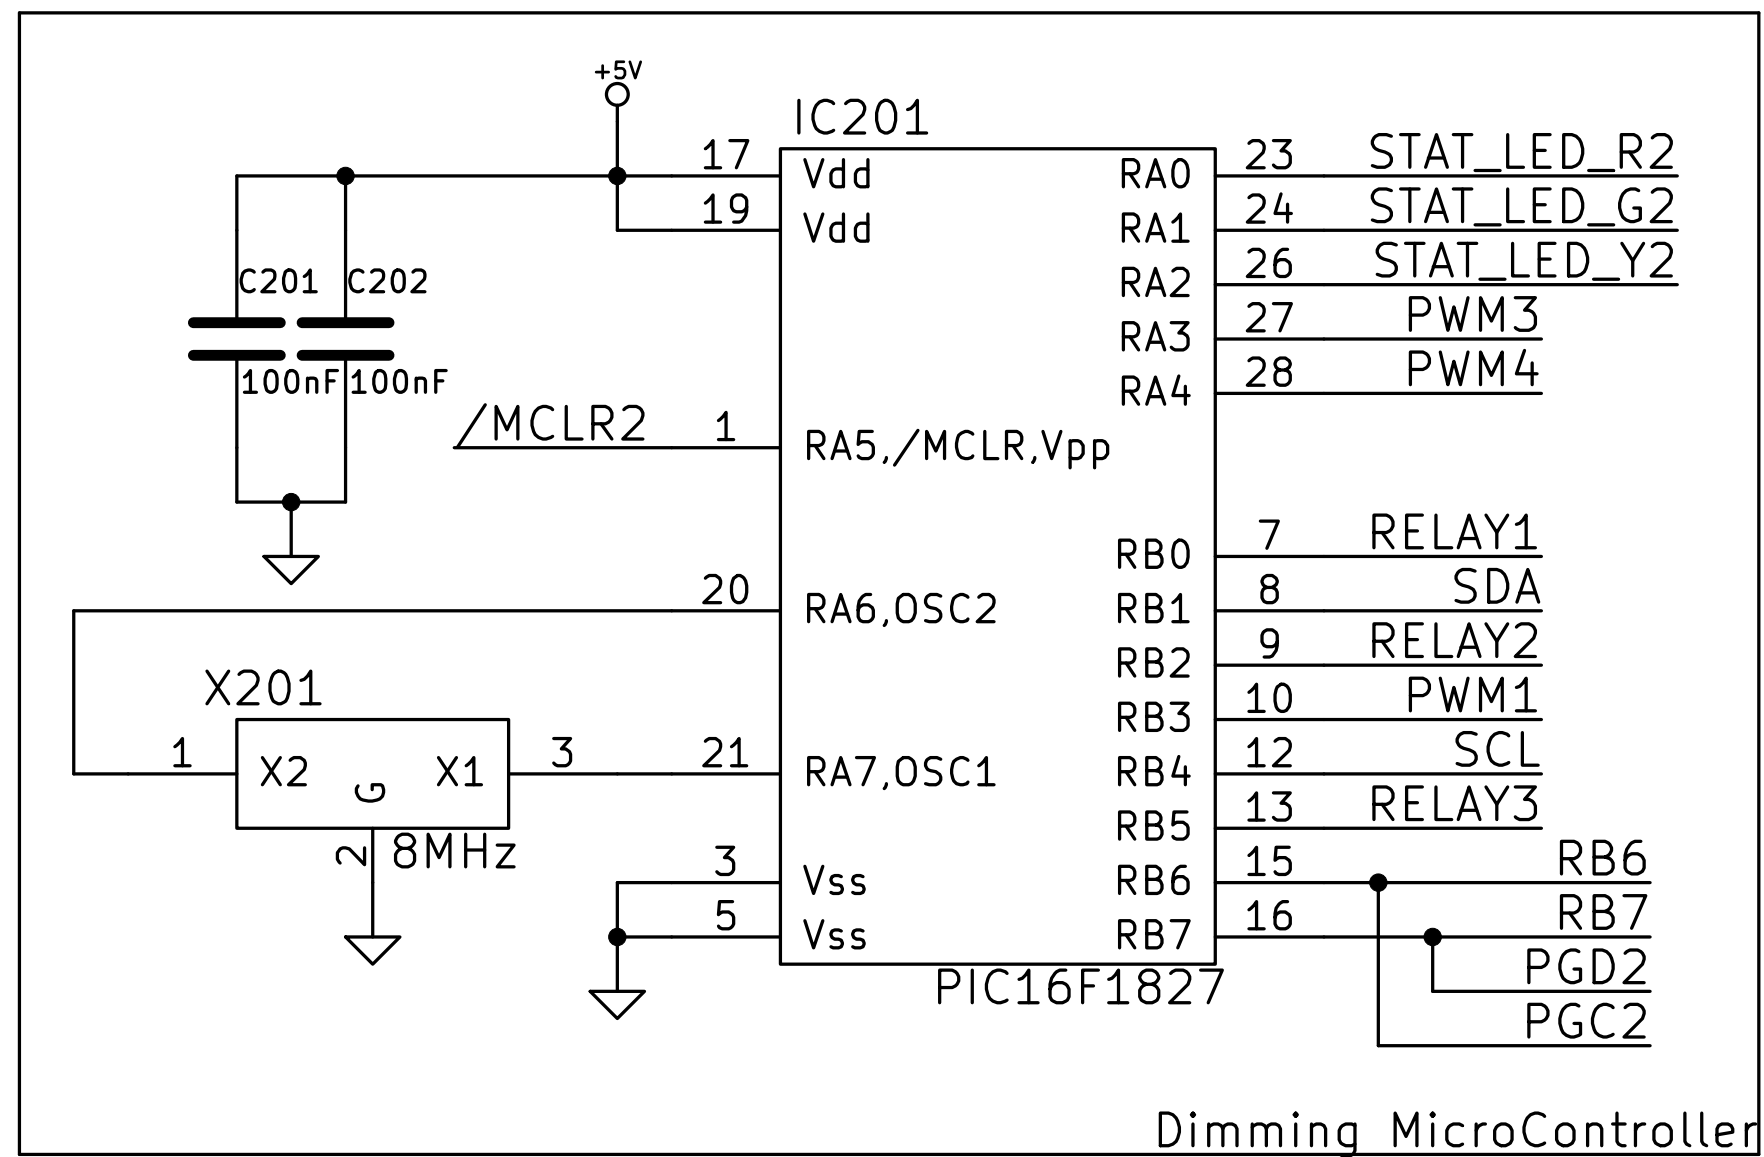 +5V
IC201
17 Vdd RA0 23 STAT_LED_R2
19 Vdd RA1 24 STAT_LED_G2
C201 C202 RA2 26 STAT_LED_Y2
RA3 27 PWM3
100nF 100nF RA4 28 PWM4
/MCLR2 1 RA5,/MCLR,Vpp
RB0 7 RELAY1
20 RA6,OSC2 RB1 8 SDA
RB2 9 RELAY2
X201 RB3 10 PWM1
1 X2 G X1 3 21 RA7,OSC1 RB4 12 SCL
RB5 13 RELAY3
2 8MHz 3 Vss RB6 15 RB6
5 Vss RB7 16 RB7
PIC16F1827 PGD2
PGC2
Dimming MicroController